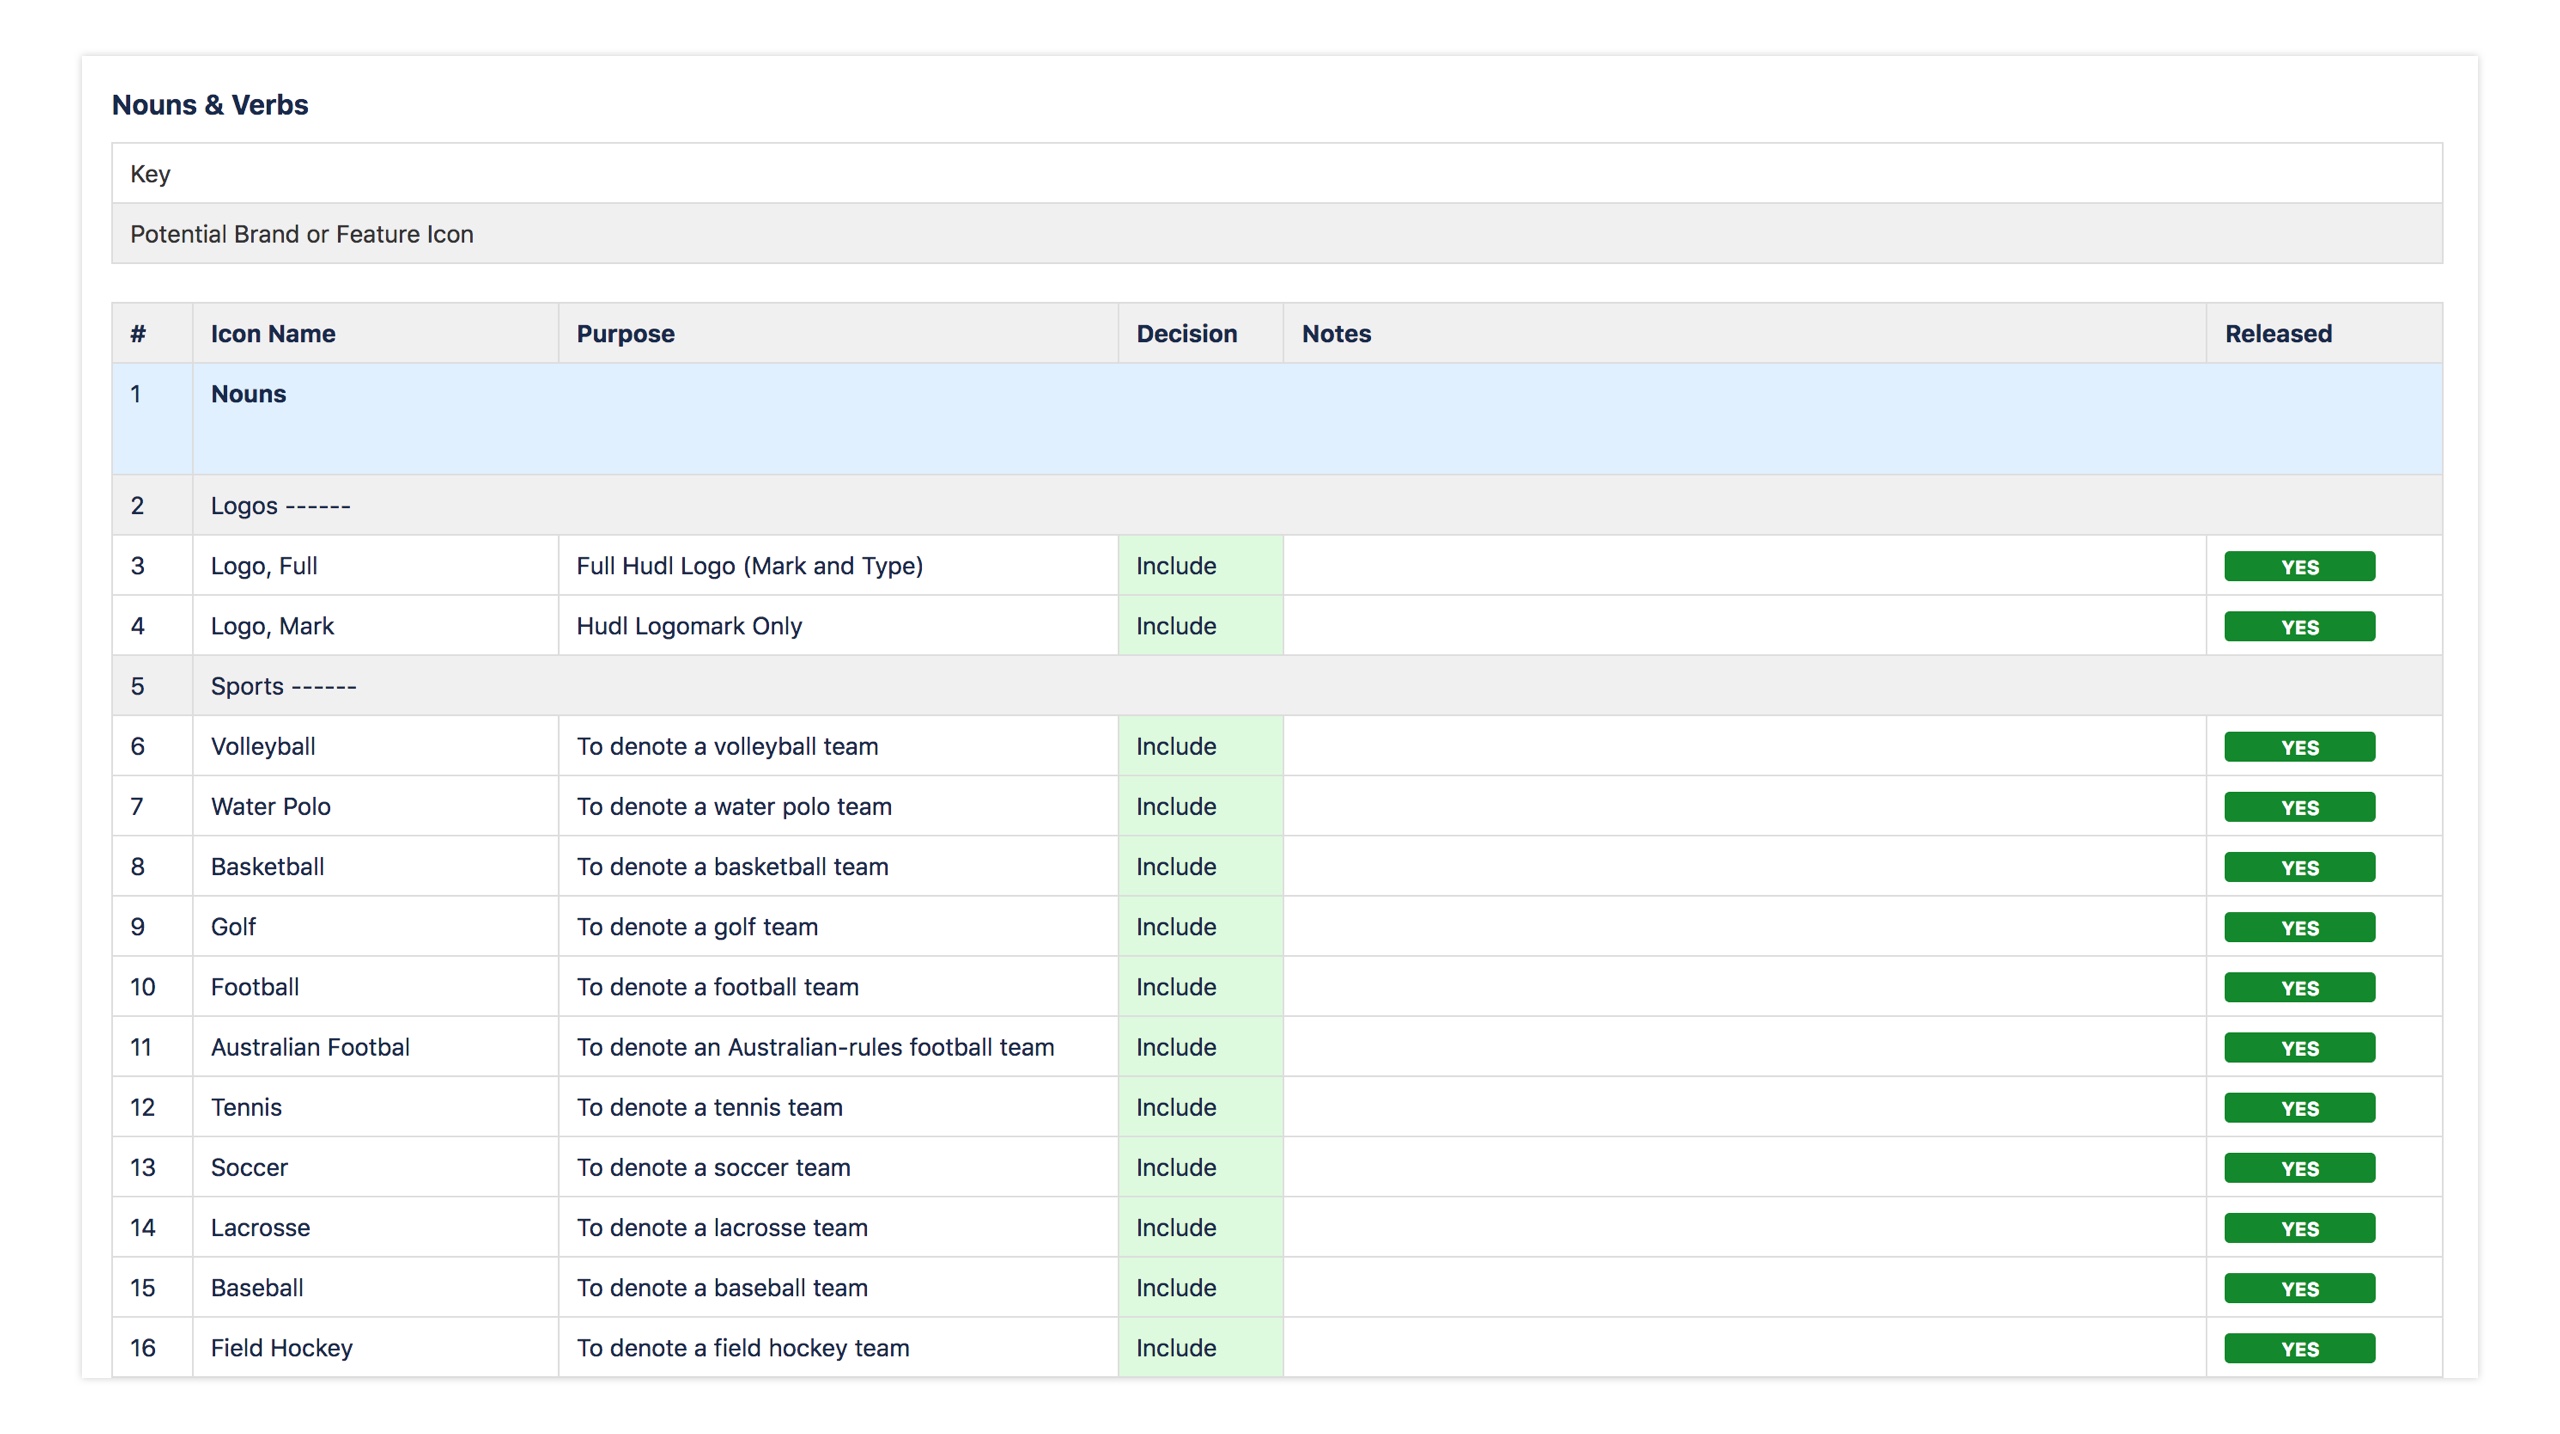 Nouns & Verbs
Key
Potential Brand or Feature Icon
# Icon Name Purpose Decision Notes Released
1 Nouns
2 Logos ------
3 Logo, Full Full Hudl Logo (Mark and Type) Include YES
4 Logo, Mark Hudl Logomark Only Include YES
5 Sports ------
6 Volleyball To denote a volleyball team Include YES
7 Water Polo To denote a water polo team Include YES
8 Basketball To denote a basketball team Include YES
9 Golf To denote a golf team Include YES
10 Football To denote a football team Include YES
11 Australian Footbal To denote an Australian-rules football team Include YES
12 Tennis To denote a tennis team Include YES
13 Soccer To denote a soccer team Include YES
14 Lacrosse To denote a lacrosse team Include YES
15 Baseball To denote a baseball team Include YES
16 Field Hockey To denote a field hockey team Include YES